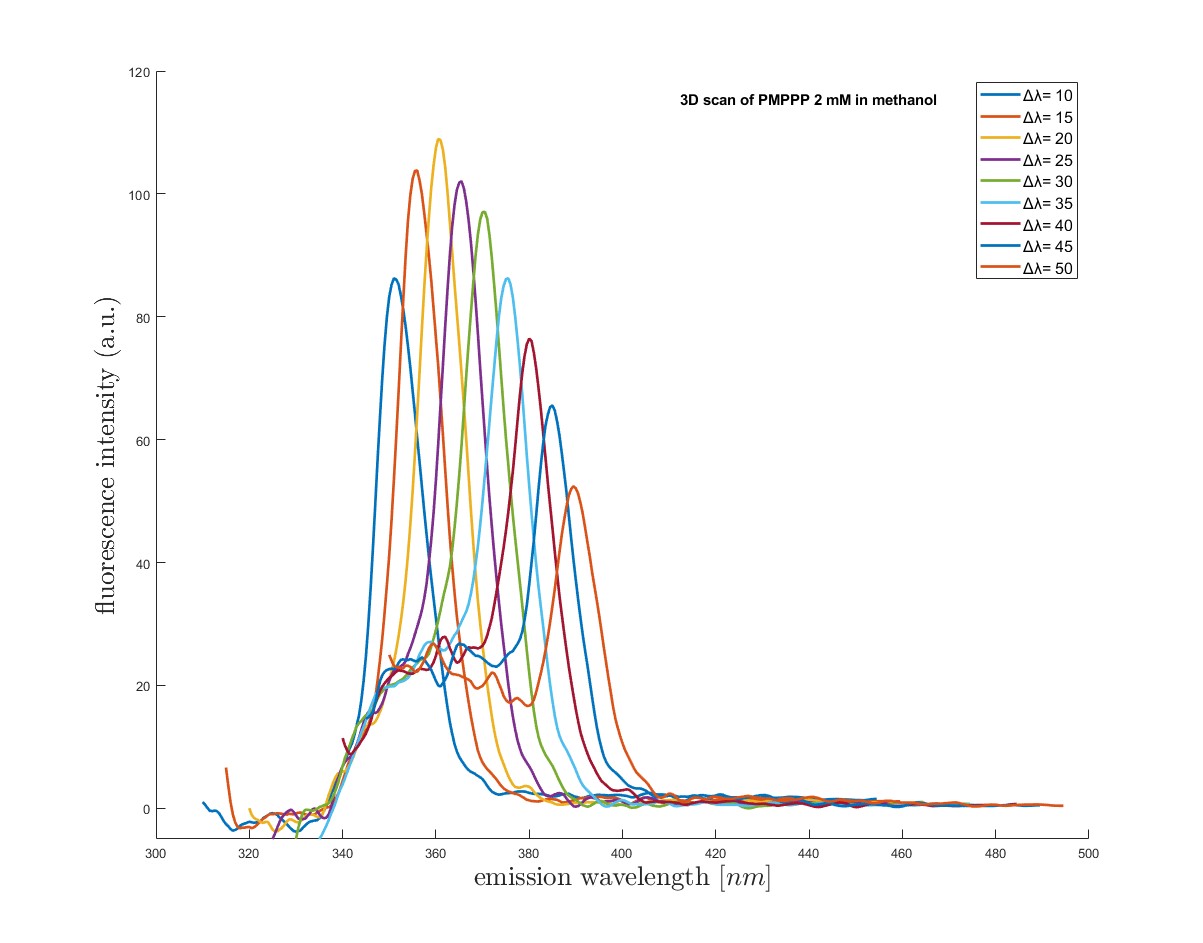 3D scan of PMPPP 2 mM in methanol
Δλ= 10
Δλ= 15
Δλ= 20
Δλ= 25
Δλ= 30
Δλ= 35
Δλ= 40
Δλ= 45
Δλ= 50
fluorescence intensity (a.u.)
120
100
80
60
40
20
0
300 320 340 360 380 400 420 440 460 480 500
emission wavelength [nm]